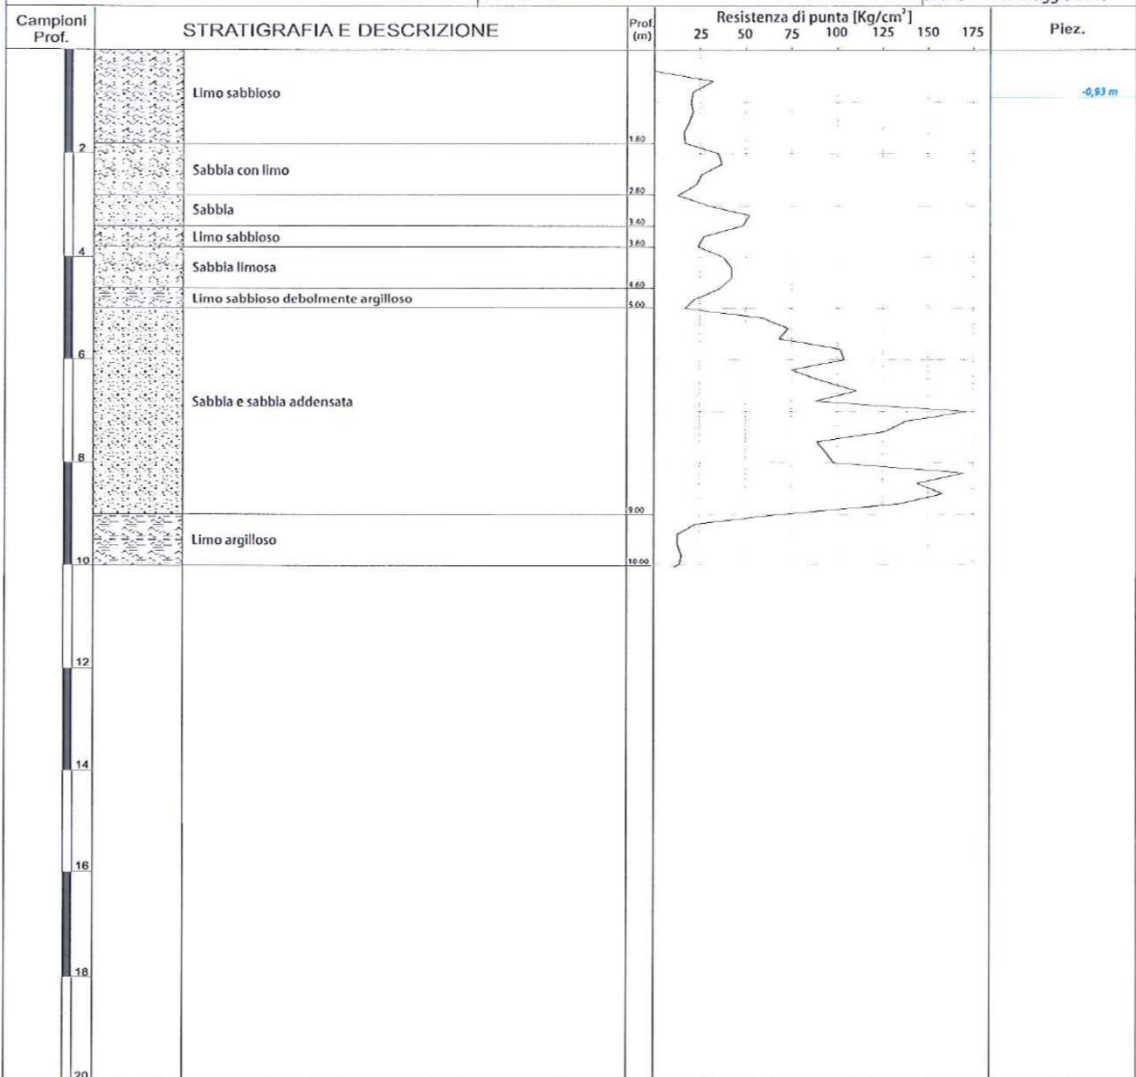 Campioni
Prof.
STRATIGRAFIA E DESCRIZIONE
Prof.
(m)
Resistenza di punta [Kg/cm²]
25 50 75 100 125 150 175
Piez.
Limo sabbioso
-0,93 m
1.80
2
Sabbia con limo
2.80
Sabbia
3.40
Limo sabbioso
3.80
4
Sabbia limosa
4.60
Limo sabbioso debolmente argilloso
5.00
6
Sabbia e sabbia addensata
8
9.00
Limo argilloso
10
10.00
12
14
16
18
20